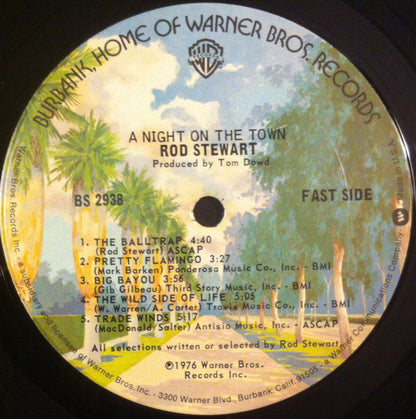 BURBANK, HOME OF WARNER BROS. RECORDS
A NIGHT ON THE TOWN
ROD STEWART
Produced by Tom Dowd
BS 2938
FAST SIDE
1. THE BALLTRAP 4:40
(Rod Stewart) ASCAP
2. PRETTY FLAMINGO 3:27
(Mark Barken) Ponderosa Music Co., Inc. - BMI
3. BIG BAYOU 3:56
(Gib Gilbeau) Third Story Music, Inc. - BMI
4. THE WILD SIDE OF LIFE 5:05
(W. Warren/A. Carter) Travis Music Co., Inc. - BMI
5. TRADE WINDS 5:17
(MacDonald/Salter) Antisia Music, Inc. - ASCAP
All selections written or selected by Rod Stewart.
©1976 Warner Bros.
Records Inc.
Warner Bros. Records Inc., a subsidiary and licensee of Warner Bros. Inc., 3300 Warner Blvd., Burbank, Calif. 91505 • a Warner Communications Company
Made in U.S.A.